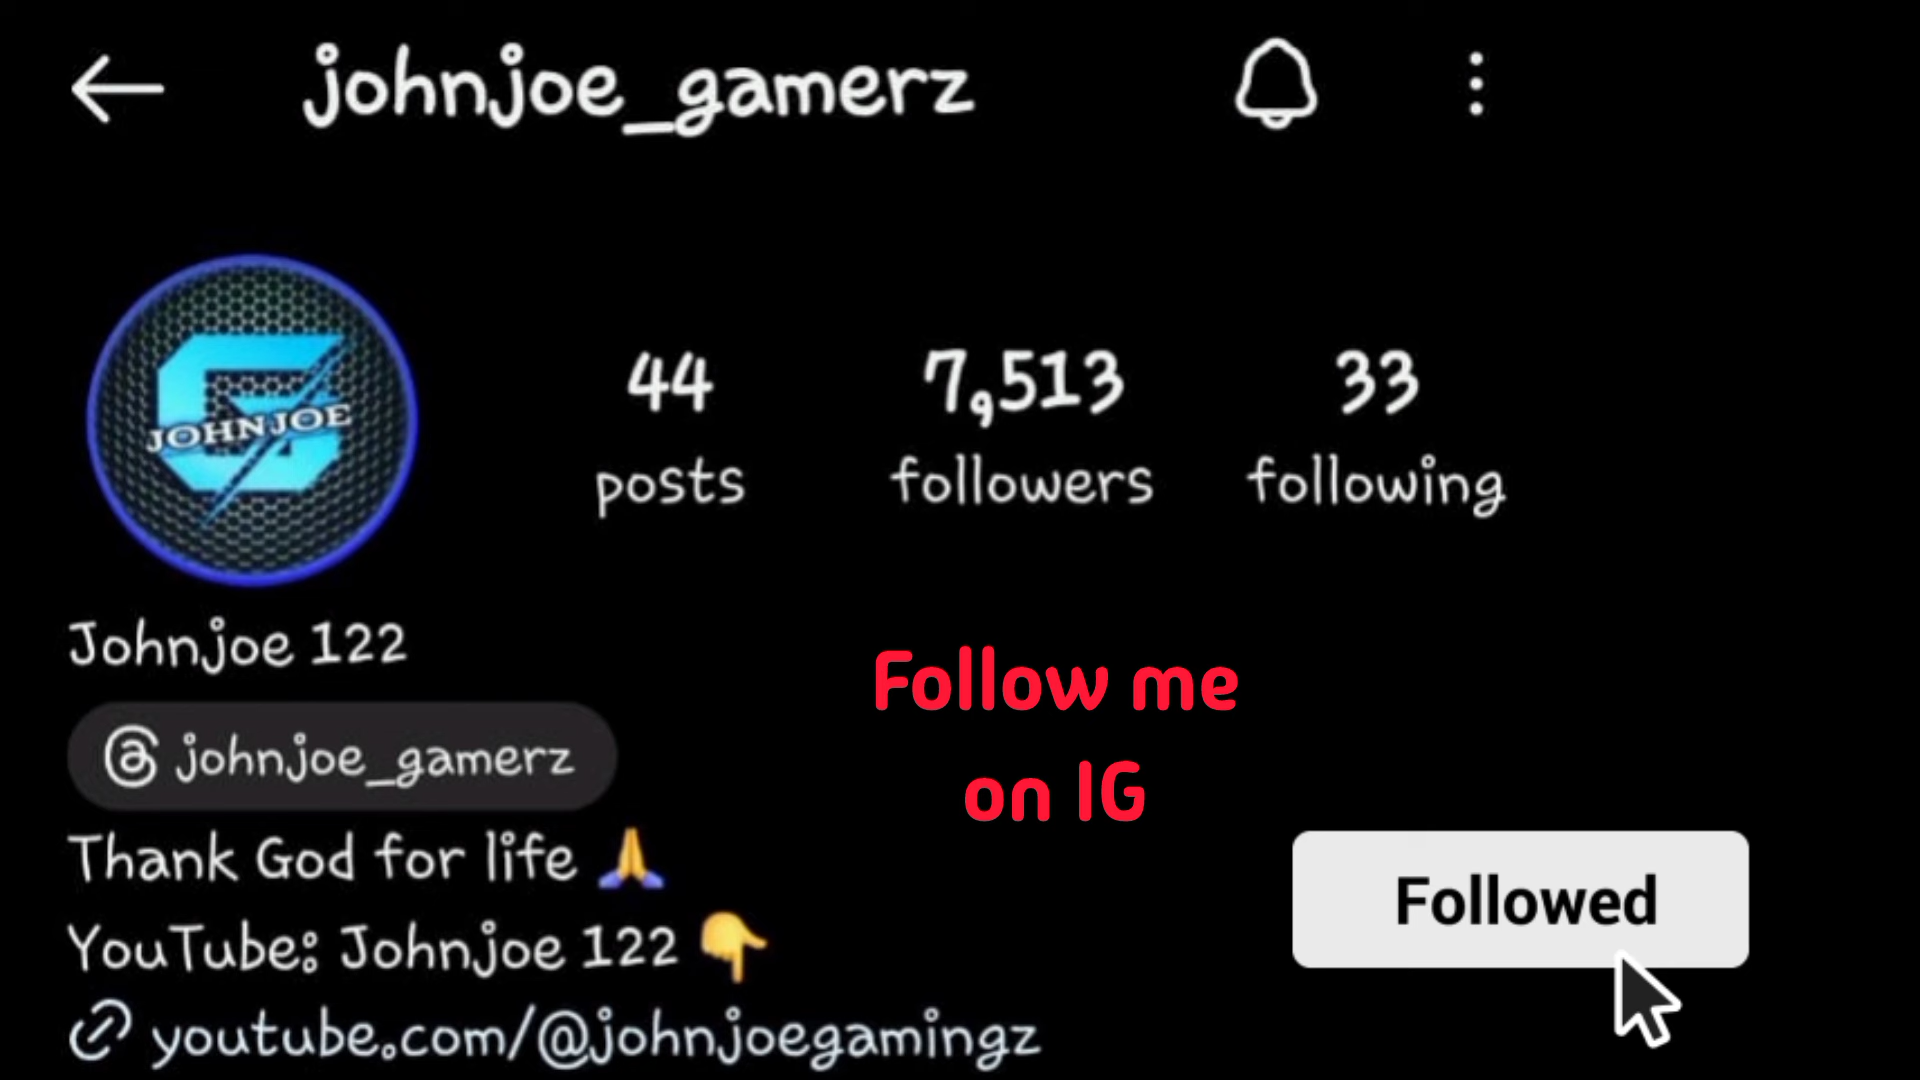 johnjoe_gamerz
JOHNJOE
44
7,513
33
posts
followers
following
Johnjoe 122
johnjoe_gamerz
Thank God for life 🙏
YouTube: Johnjoe 122 👇
youtube.com/@johnjoegamingz
Follow me
on IG
Followed